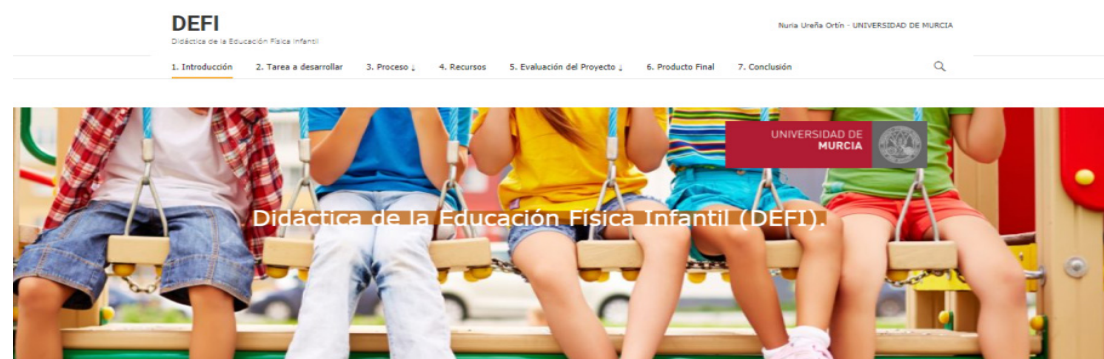 DEFI
Didáctica de la Educación Física Infantil
Nuria Ureña Ortín - UNIVERSIDAD DE MURCIA
1. Introducción
2. Tarea a desarrollar
3. Proceso ↓
4. Recursos
5. Evaluación del Proyecto ↓
6. Producto Final
7. Conclusión
UNIVERSIDAD DE
MURCIA
Didáctica de la Educación Física Infantil (DEFI).